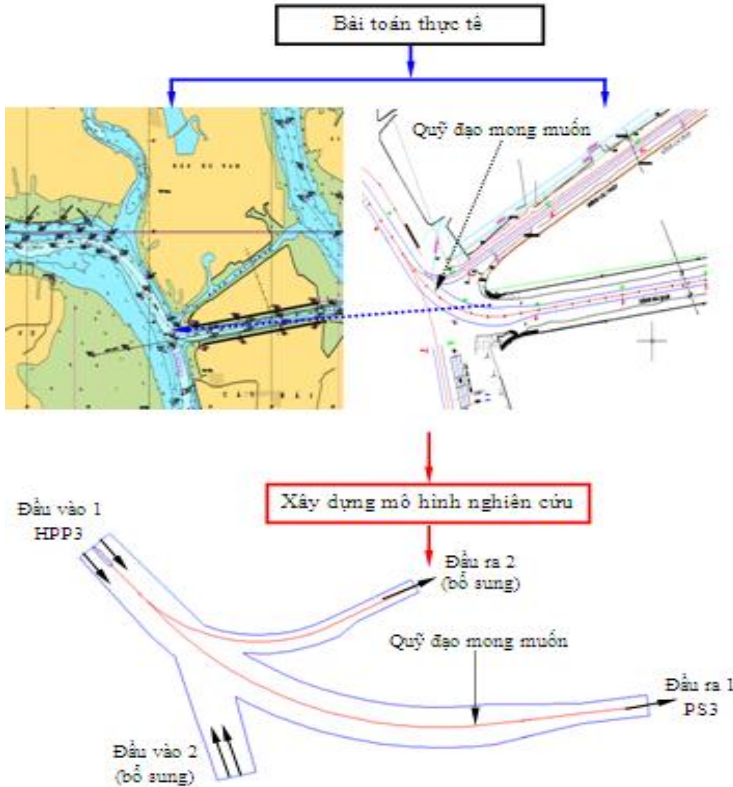 Bài toán thực tế
Quỹ đạo mong muốn
Xây dựng mô hình nghiên cứu
Đầu vào 1
HPP3
Đầu ra 2
(bổ sung)
Quỹ đạo mong muốn
Đầu ra 1
PS3
Đầu vào 2
(bổ sung)